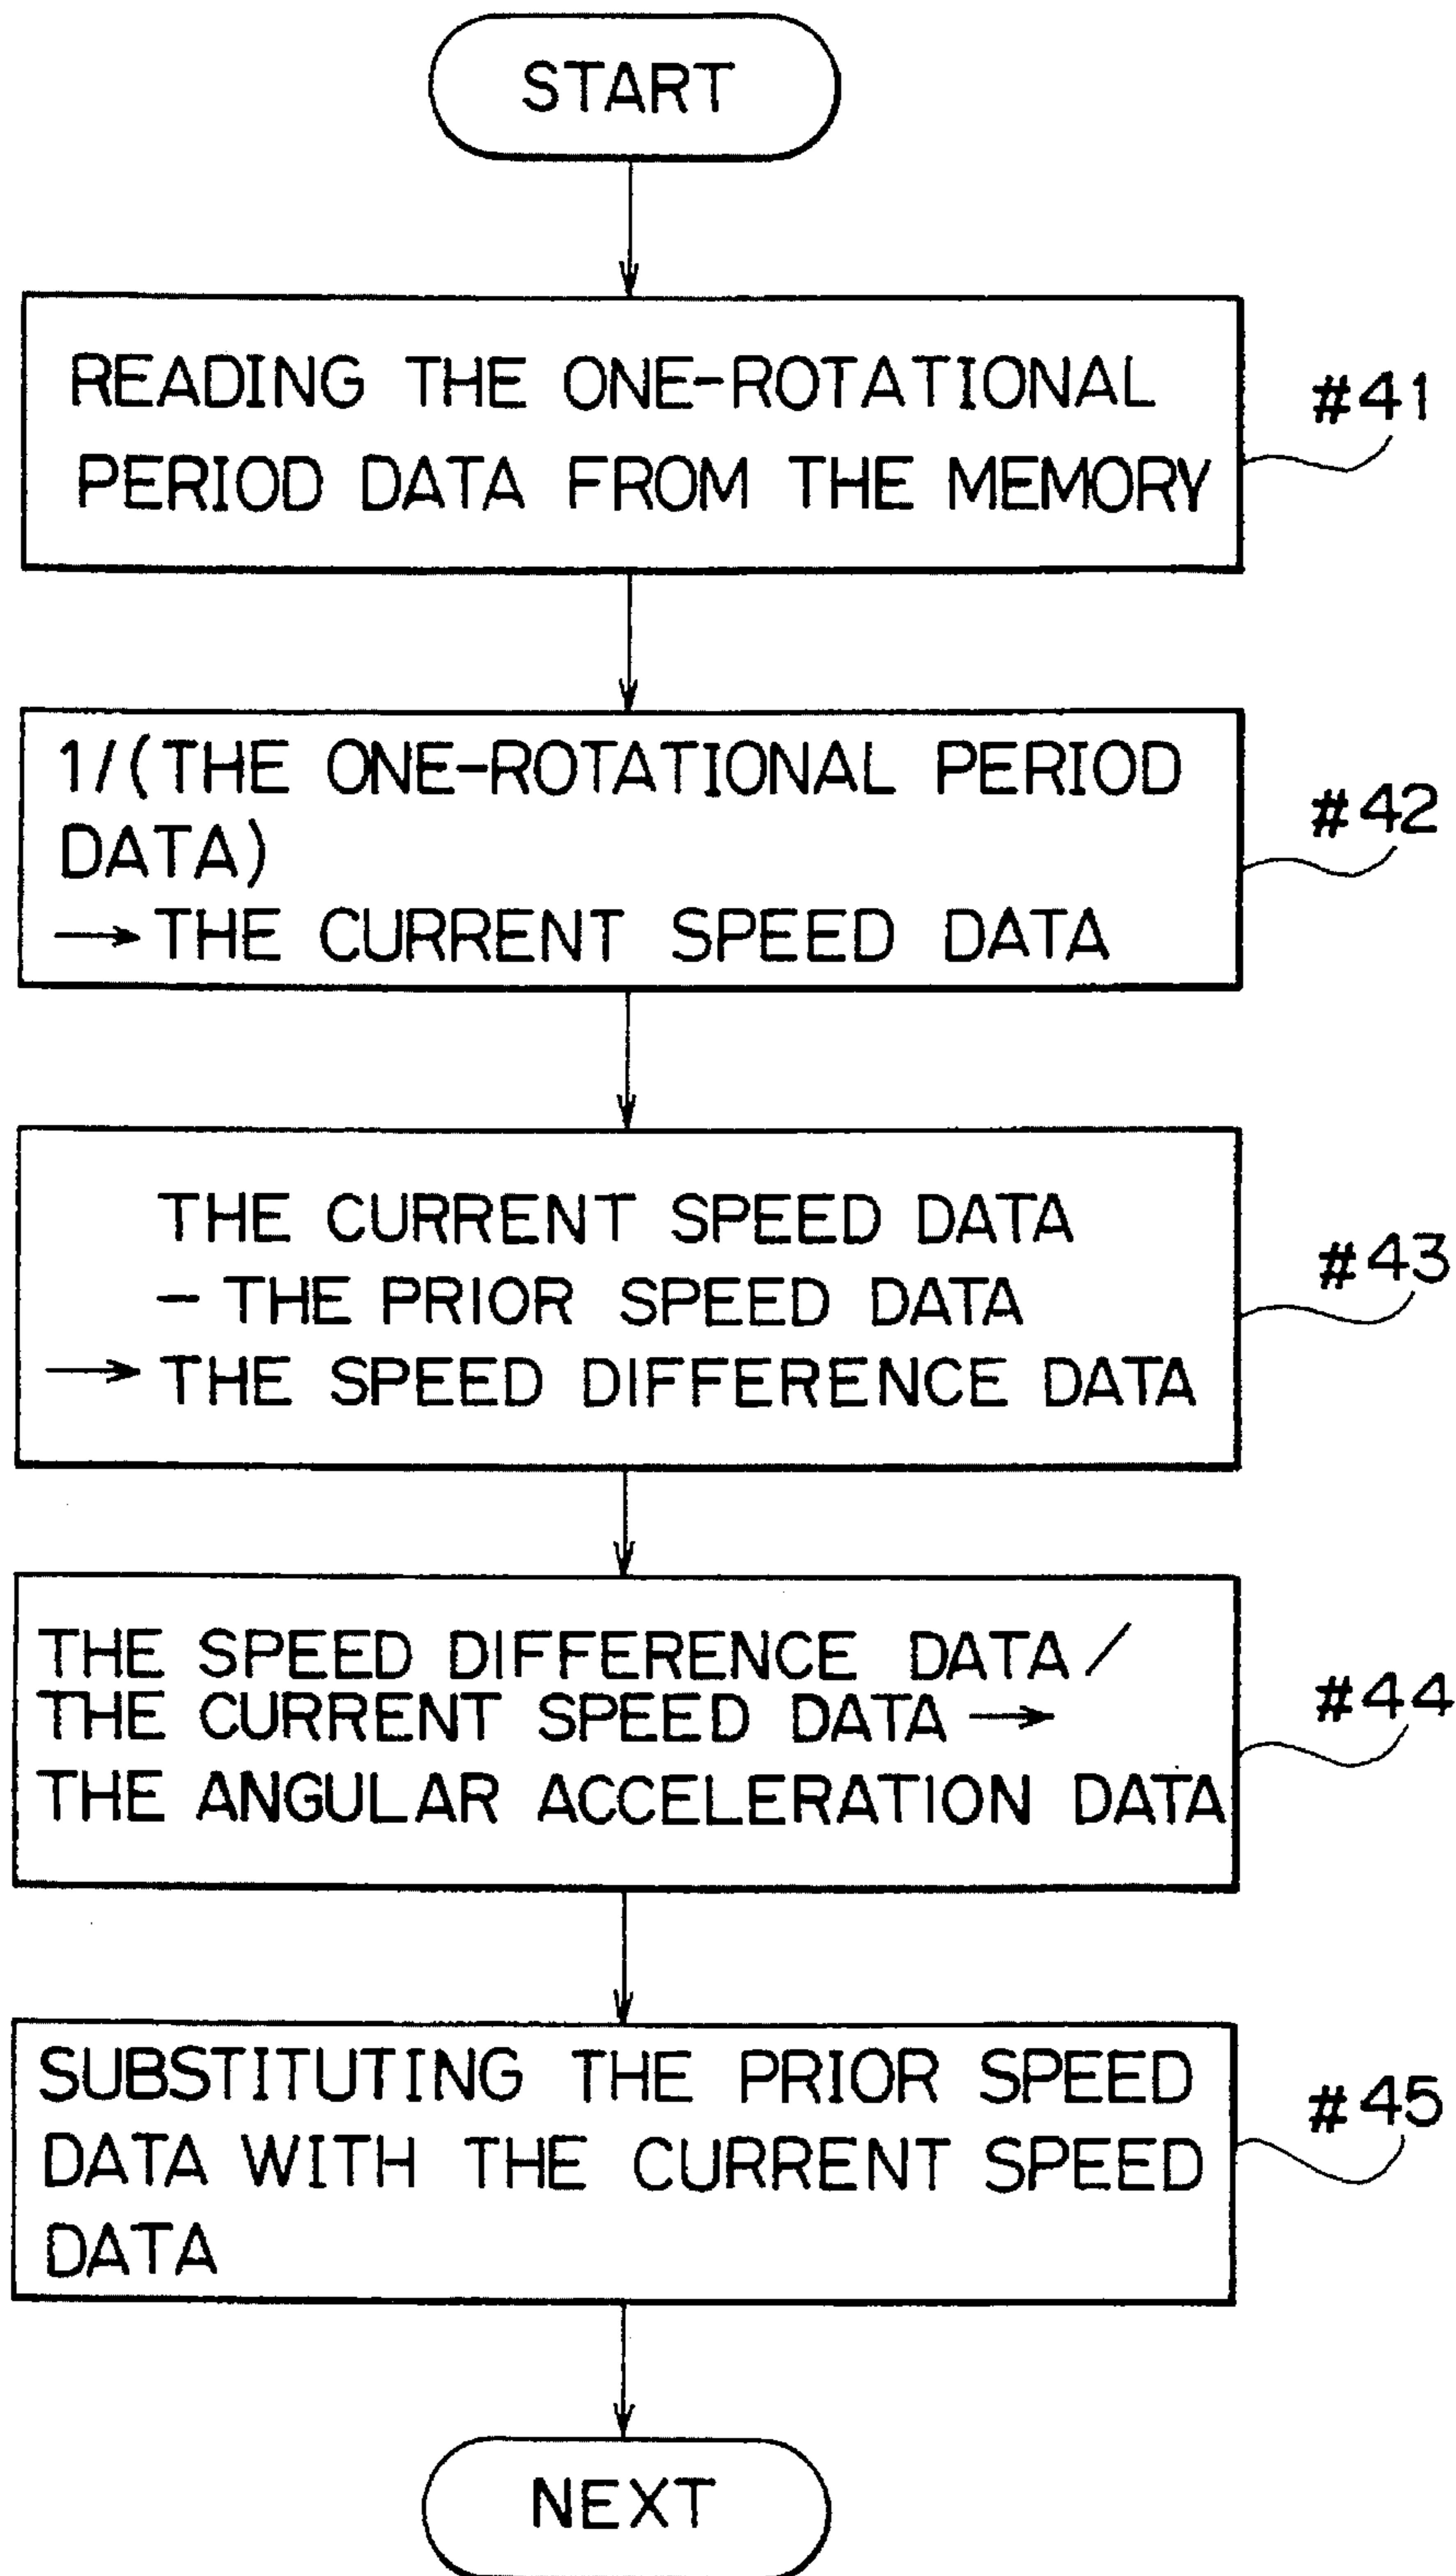 START
READING THE ONE-ROTATIONAL
PERIOD DATA FROM THE MEMORY
#41
1/(THE ONE-ROTATIONAL PERIOD
DATA)
→ THE CURRENT SPEED DATA
#42
THE CURRENT SPEED DATA
- THE PRIOR SPEED DATA
→ THE SPEED DIFFERENCE DATA
#43
THE SPEED DIFFERENCE DATA /
THE CURRENT SPEED DATA →
THE ANGULAR ACCELERATION DATA
#44
SUBSTITUTING THE PRIOR SPEED
DATA WITH THE CURRENT SPEED
DATA
#45
NEXT